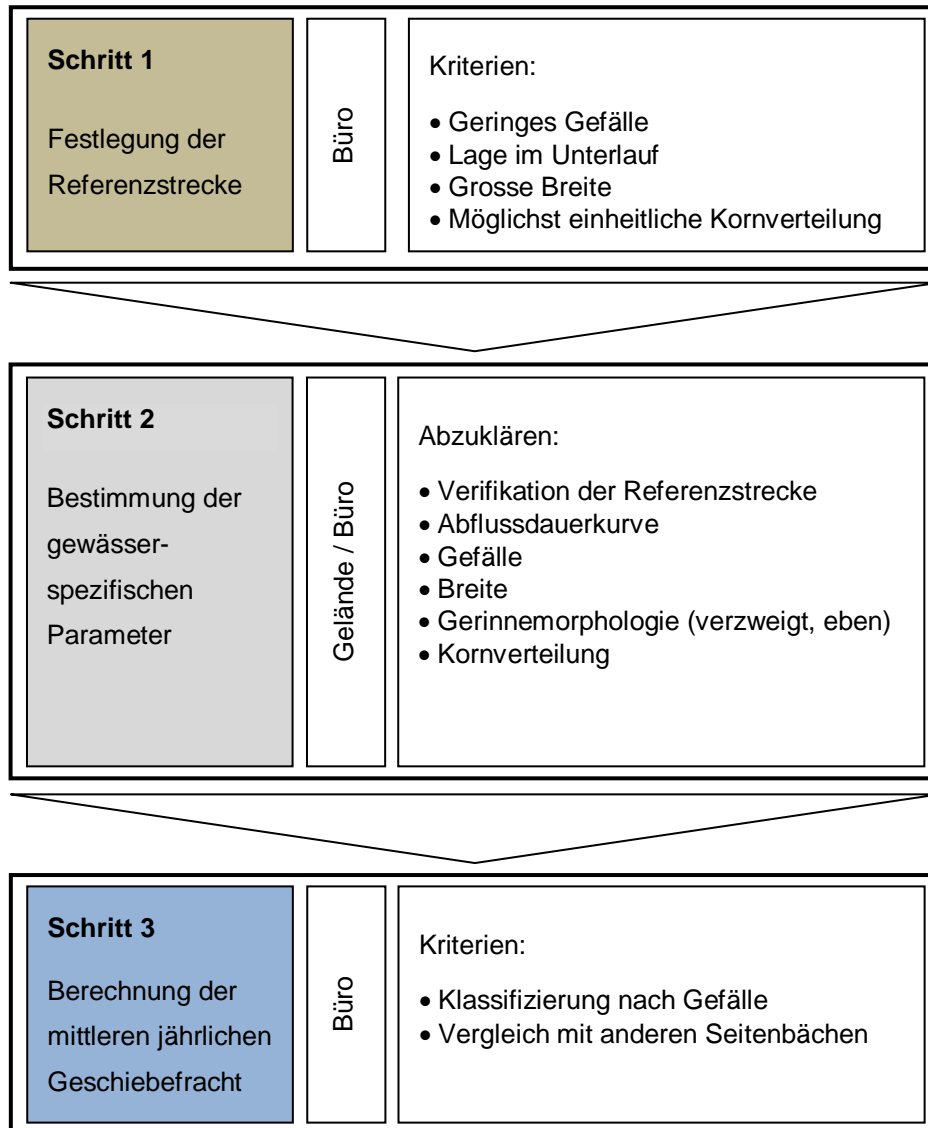 Schritt 1
Festlegung der
Referenzstrecke
Büro
Kriterien:
• Geringes Gefälle
• Lage im Unterlauf
• Grosse Breite
• Möglichst einheitliche Kornverteilung
Schritt 2
Bestimmung der
gewässer-
spezifischen
Parameter
Gelände / Büro
Abzuklären:
• Verifikation der Referenzstrecke
• Abflussdauerkurve
• Gefälle
• Breite
• Gerinnemorphologie (verzweigt, eben)
• Kornverteilung
Schritt 3
Berechnung der
mittleren jährlichen
Geschiebefracht
Büro
Kriterien:
• Klassifizierung nach Gefälle
• Vergleich mit anderen Seitenbächen